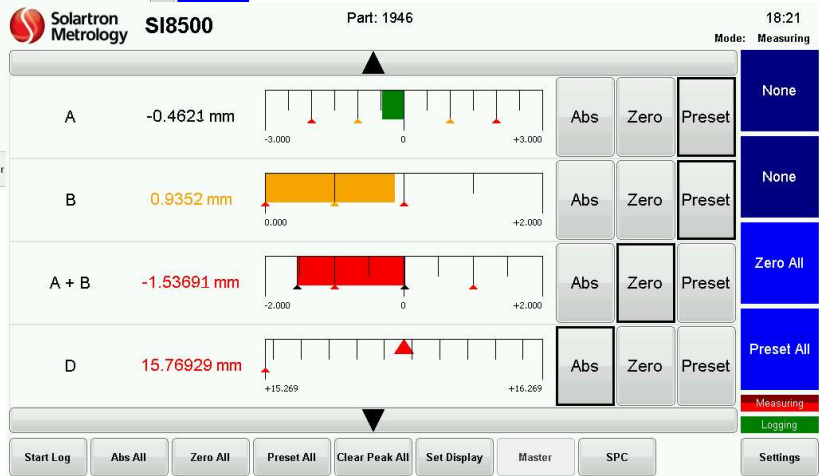 Solartron
Metrology
SI8500
Part: 1946
18:21
Mode: Measuring
A
-0.4621 mm
-3.000
0
+3.000
Abs
Zero
Preset
None
B
0.9352 mm
0.000
+2.000
Abs
Zero
Preset
None
A + B
-1.53691 mm
-2.000
0
+2.000
Abs
Zero
Preset
Zero All
D
15.76929 mm
+15.269
+16.269
Abs
Zero
Preset
Preset All
Measuring
Logging
Start Log
Abs All
Zero All
Preset All
Clear Peak All
Set Display
Master
SPC
Settings